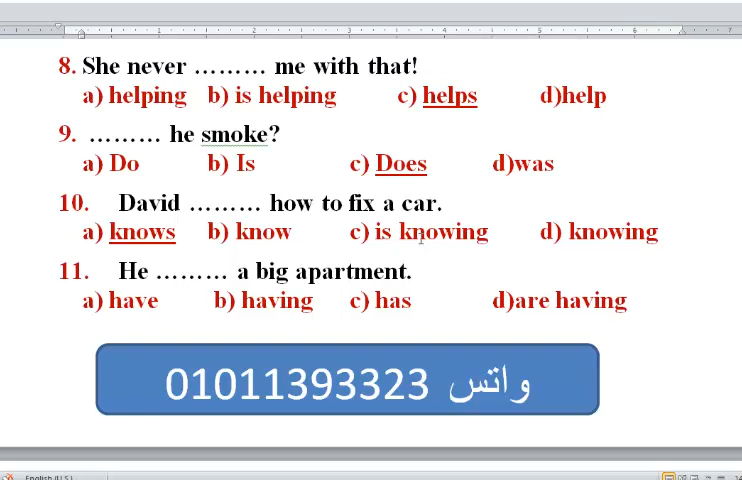 8. She never ......... me with that!
a) helping b) is helping c) helps d)help
9. ......... he smoke?
a) Do b) Is c) Does d)was
10. David ......... how to fix a car.
a) knows b) know c) is knowing d) knowing
11. He ......... a big apartment.
a) have b) having c) has d)are having
واتس 01011393323
English (U.S.)